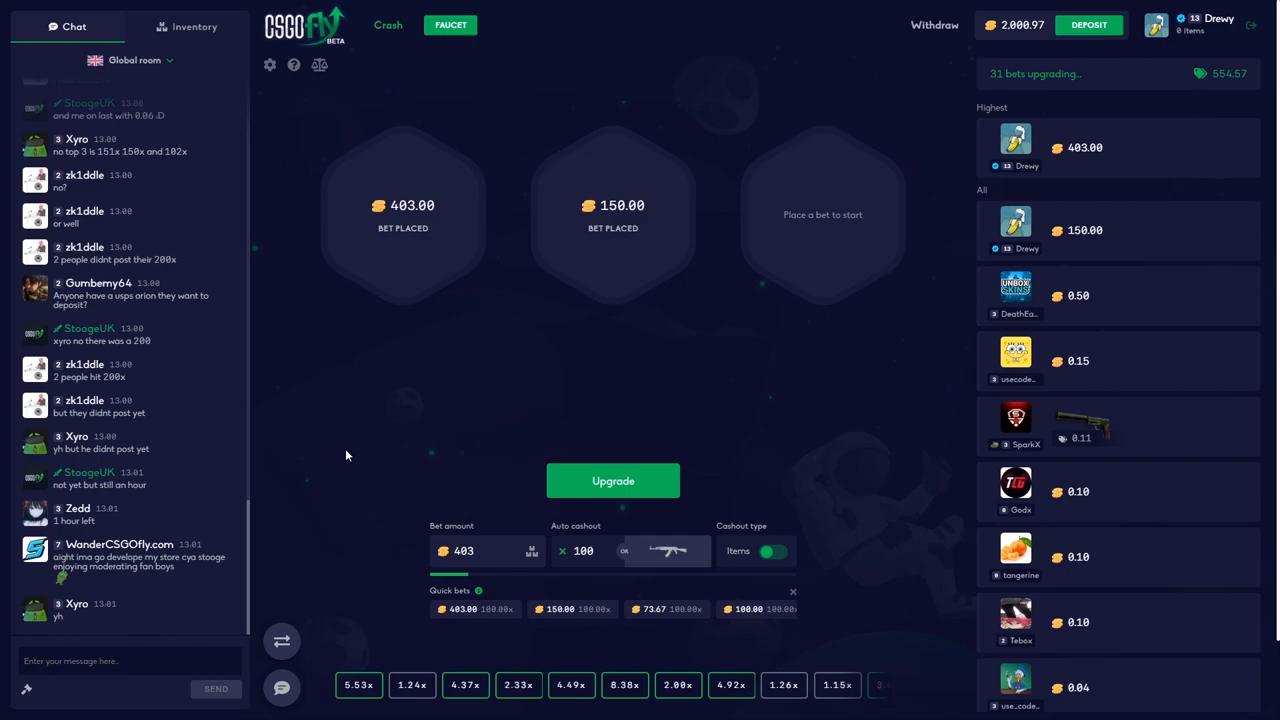 Chat
Inventory
Global room
StoogeUK 13.00
and me on last with 0.06 :D
3 Xyro 13.00
no top 3 is 151x 150x and 102x
2 zk1ddle 13.00
no?
2 zk1ddle 13.00
or well
2 zk1ddle 13.00
2 people didnt post their 200x
2 Gumbemy64 13.00
Anyone have a usps orion they want to
deposit?
StoogeUK 13.00
xyro no there was a 200
2 zk1ddle 13.00
2 people hit 200x
2 zk1ddle 13.00
but they didnt post yet
3 Xyro 13.00
yh but he didnt post yet
StoogeUK 13.01
not yet but still an hour
3 Zedd 13.01
1 hour left
7 WanderCSGOfly.com 13.01
aight ima go develope my store cya stooge
enjoying moderating fan boys
3 Xyro 13.01
yh
Enter your message here..
SEND
CSGOfly
BETA
Crash
FAUCET
Withdraw
2,000.97
DEPOSIT
13 Drewy
0 items
403.00
BET PLACED
150.00
BET PLACED
Place a bet to start
Upgrade
Bet amount
Auto cashout
Cashout type
403
× 100
OR
Items
Quick bets
403.00 100.00x
150.00 100.00x
73.67 100.00x
100.00 100.00x
5.53x
1.24x
4.37x
2.33x
4.49x
8.38x
2.00x
4.92x
1.26x
1.15x
31 bets upgrading...
554.57
Highest
13 Drewy
403.00
All
13 Drewy
150.00
3 DeathEa..
0.50
3 usecode..
0.15
3 SparkX
0.11
0 Godx
0.10
0 tangerine
0.10
2 Tebox
0.10
3 use_code..
0.04
UNBOX
SKINS
TCG